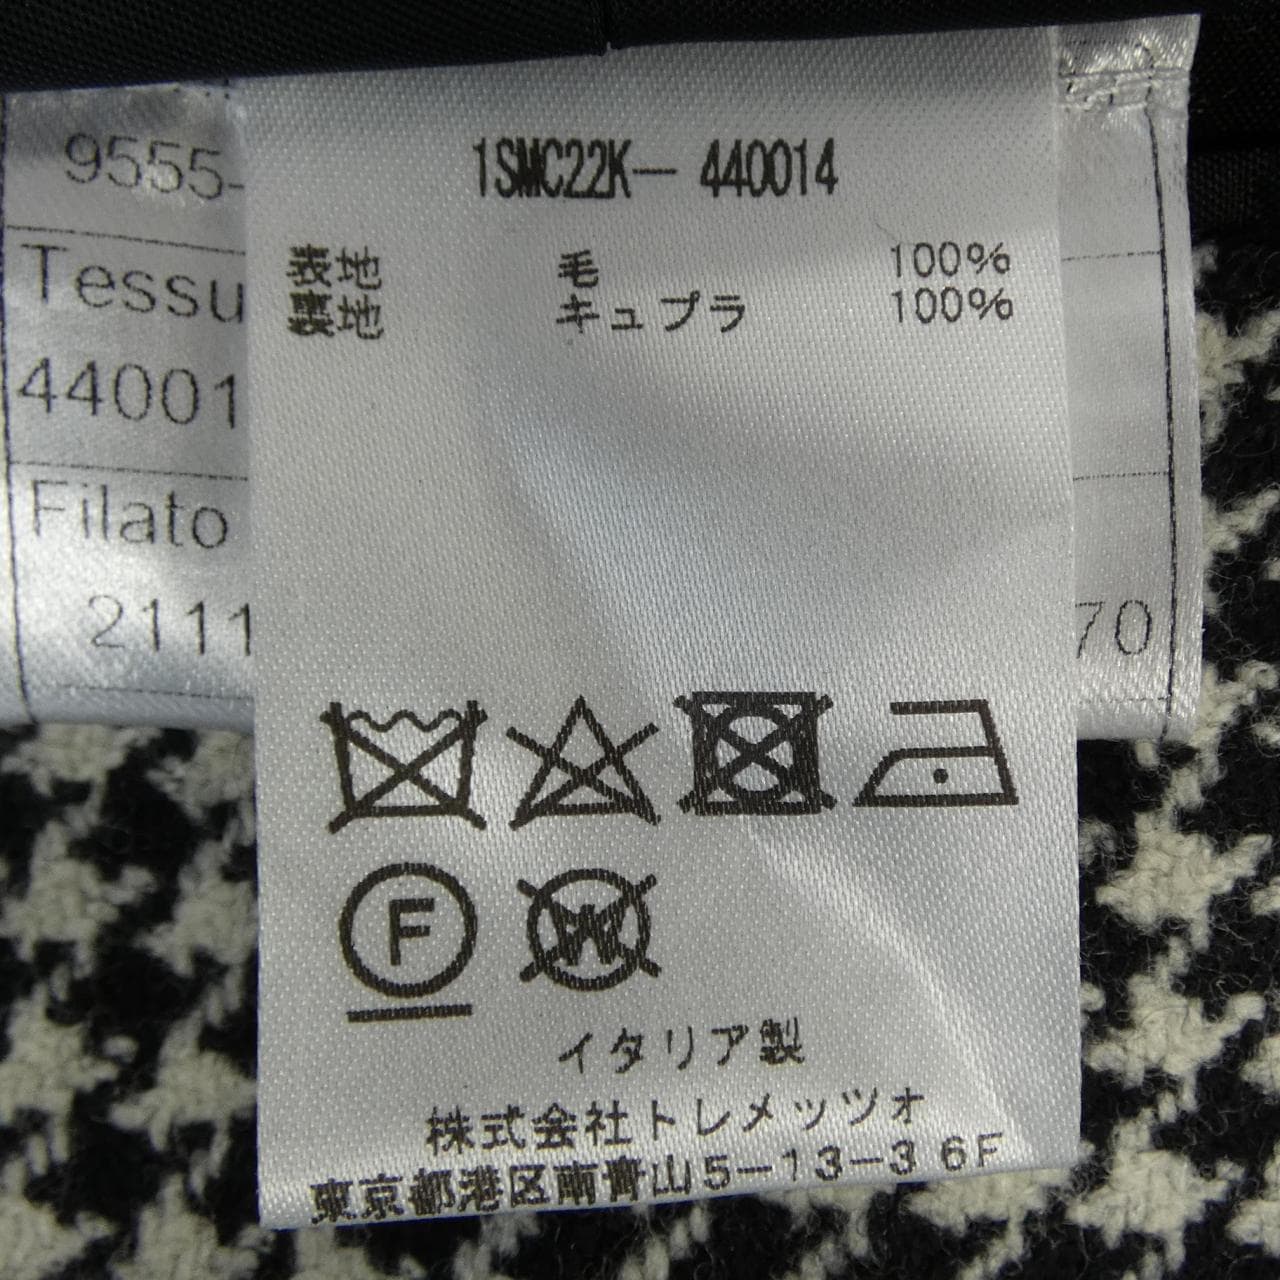 1SMC22K— 440014
表地 毛 100%
裏地 キュプラ 100%
F
W
イタリア製
株式会社トレメッツォ
東京都港区南青山5-13-3 6F
9555-
Tessu
44001
Filato
2111
70